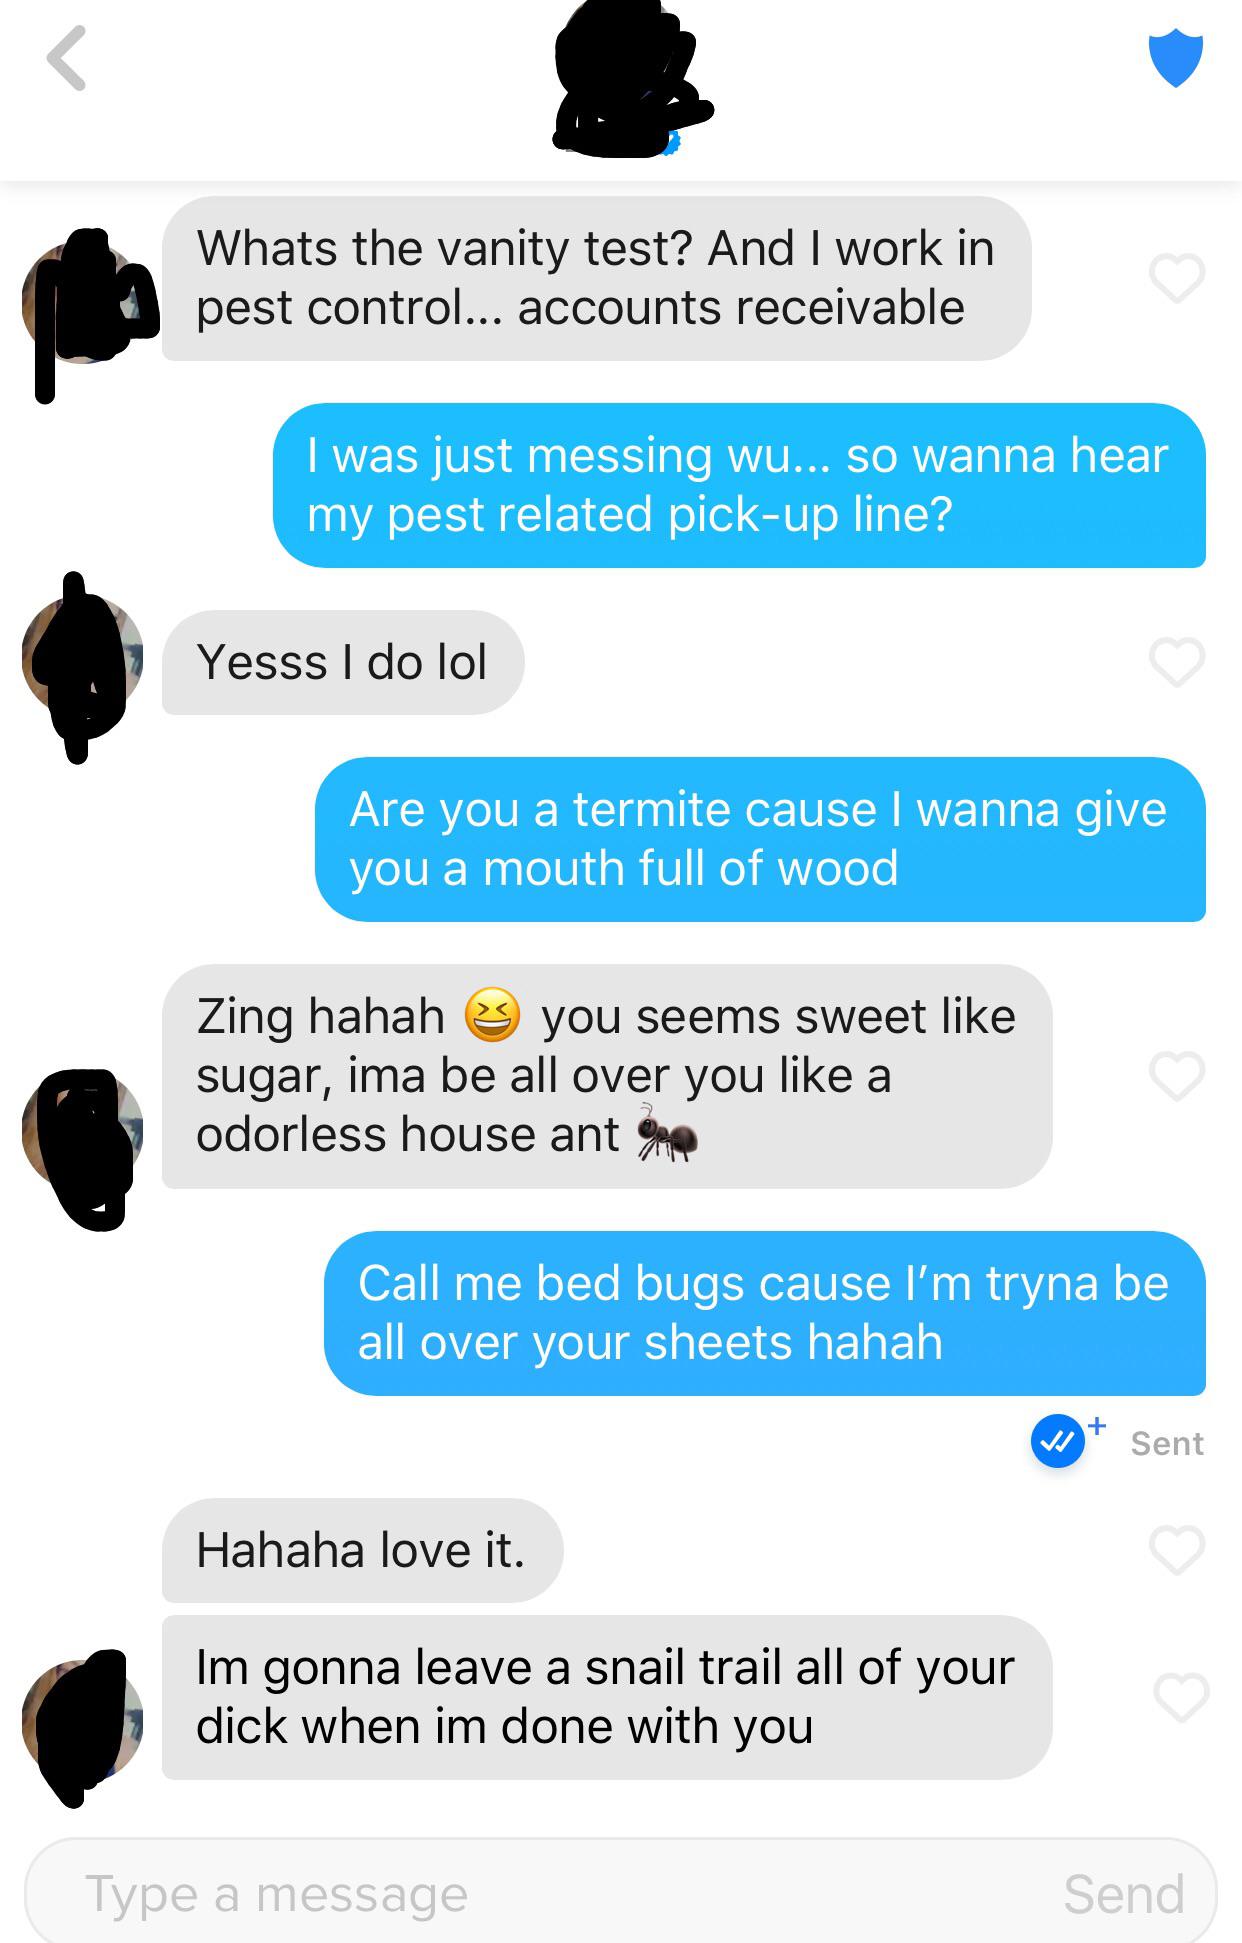 Whats the vanity test? And I work in
pest control... accounts receivable
I was just messing wu... so wanna hear
my pest related pick-up line?
Yesss I do lol
Are you a termite cause I wanna give
you a mouth full of wood
Zing hahah 😆 you seems sweet like
sugar, ima be all over you like a
odorless house ant 🐜
Call me bed bugs cause I’m tryna be
all over your sheets hahah
Sent
Hahaha love it.
Im gonna leave a snail trail all of your
dick when im done with you
Type a message
Send